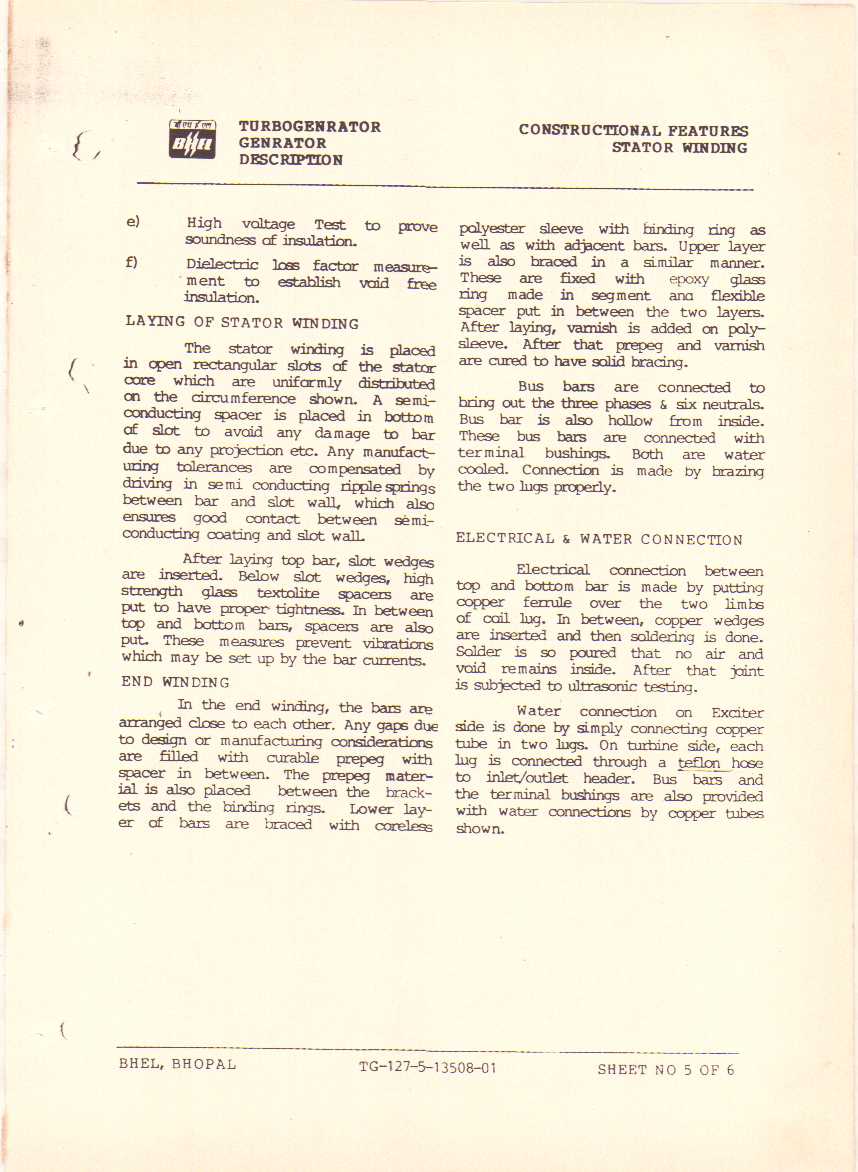 बी एच ई एल
BHEL
TURBOGENRATOR
GENRATOR
DESCRIPTION
CONSTRUCTIONAL FEATURES
STATOR WINDING
e) High voltage Test to prove
soundness of insulation.
f) Dielectric loss factor measure-
ment to establish void free
insulation.
LAYING OF STATOR WINDING
The stator winding is placed
in open rectangular slots of the stator
core which are uniformly distributed
on the circumference shown. A semi-
conducting spacer is placed in bottom
of slot to avoid any damage to bar
due to any projection etc. Any manufact-
uring tolerances are compensated by
driving in semi conducting ripple springs
between bar and slot wall, which also
ensures good contact between semi-
conducting coating and slot wall.
After laying top bar, slot wedges
are inserted. Below slot wedges, high
strength glass textolite spacers are
put to have proper tightness. In between
top and bottom bars, spacers are also
put. These measures prevent vibrations
which may be set up by the bar currents.
END WINDING
In the end winding, the bars are
arranged close to each other. Any gaps due
to design or manufacturing considerations
are filled with curable prepeg with
spacer in between. The prepeg mater-
ial is also placed between the brack-
ets and the binding rings. Lower lay-
er of bars are braced with coreless
polyester sleeve with binding ring as
well as with adjacent bars. Upper layer
is also braced in a similar manner.
These are fixed with epoxy glass
ring made in segment and flexible
spacer put in between the two layers.
After laying, varnish is added on poly-
sleeve. After that prepeg and varnish
are cured to have solid bracing.
Bus bars are connected to
bring out the three phases & six neutrals.
Bus bar is also hollow from inside.
These bus bars are connected with
terminal bushings. Both are water
cooled. Connection is made by brazing
the two lugs properly.
ELECTRICAL & WATER CONNECTION
Electrical connection between
top and bottom bar is made by putting
copper ferrule over the two limbs
of coil lug. In between, copper wedges
are inserted and then soldering is done.
Solder is so poured that no air and
void remains inside. After that joint
is subjected to ultrasonic testing.
Water connection on Exciter
side is done by simply connecting copper
tube in two lugs. On turbine side, each
lug is connected through a teflon hose
to inlet/outlet header. Bus bars and
the terminal bushings are also provided
with water connections by copper tubes
shown.
BHEL, BHOPAL
TG-127-5-13508-01
SHEET NO 5 OF 6